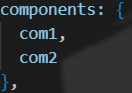 components: {
  com1,
  com2
},